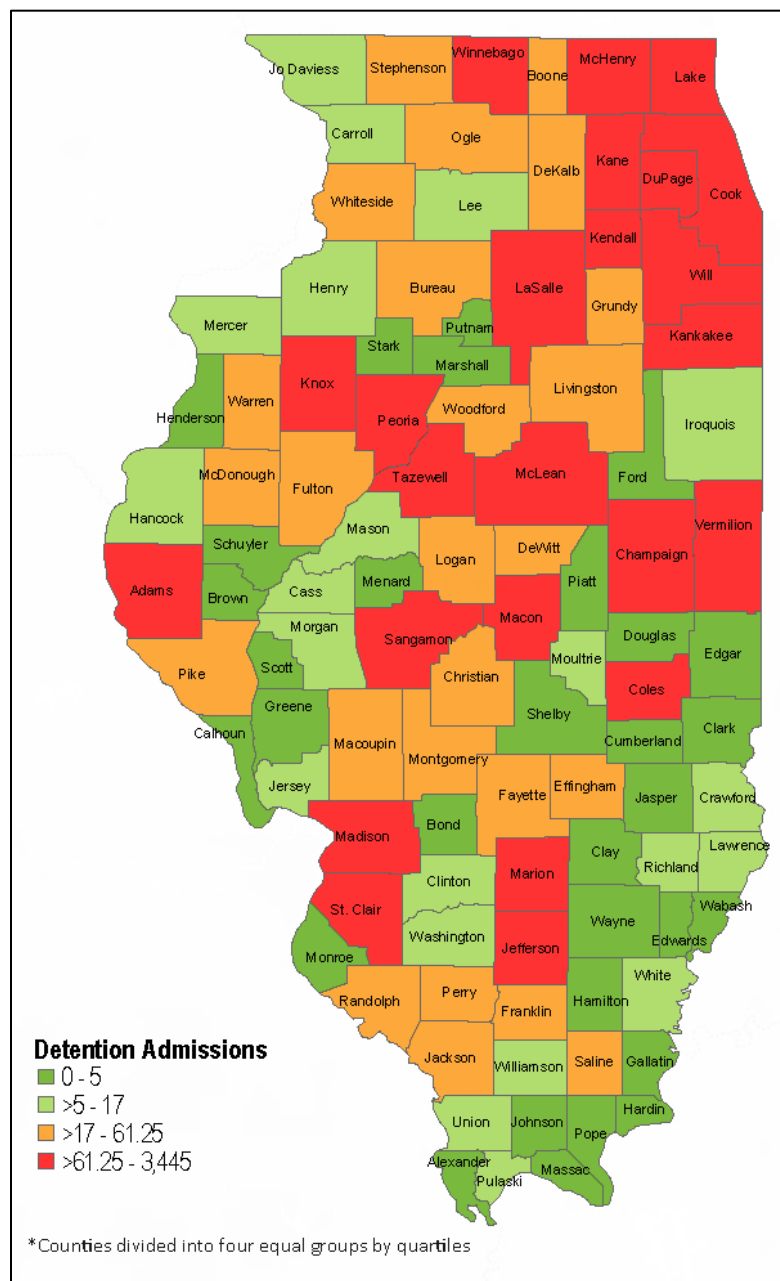 Jo Daviess
Stephenson
Winnebago
Boone
McHenry
Lake
Carroll
Ogle
DeKalb
Kane
DuPage
Cook
Whiteside
Lee
Kendall
Will
Henry
Bureau
LaSalle
Grundy
Mercer
Putnam
Stark
Kankakee
Marshall
Knox
Henderson
Warren
Peoria
Woodford
Livingston
Iroquois
McDonough
Fulton
Tazewell
McLean
Ford
Hancock
Mason
Vermilion
Schuyler
Logan
DeWitt
Champaign
Adams
Brown
Cass
Menard
Piatt
Morgan
Sangamon
Macon
Douglas
Pike
Scott
Christian
Moultrie
Edgar
Coles
Greene
Shelby
Calhoun
Macoupin
Montgomery
Cumberland
Clark
Jersey
Fayette
Effingham
Jasper
Crawford
Madison
Bond
Clay
Lawrence
Richland
Clinton
Marion
St. Clair
Wabash
Wayne
Edwards
Washington
Jefferson
Monroe
White
Randolph
Perry
Franklin
Hamilton
Jackson
Williamson
Saline
Gallatin
Union
Johnson
Hardin
Pope
Alexander
Pulaski
Massac
Detention Admissions
0 - 5
>5 - 17
>17 - 61.25
>61.25 - 3,445
*Counties divided into four equal groups by quartiles